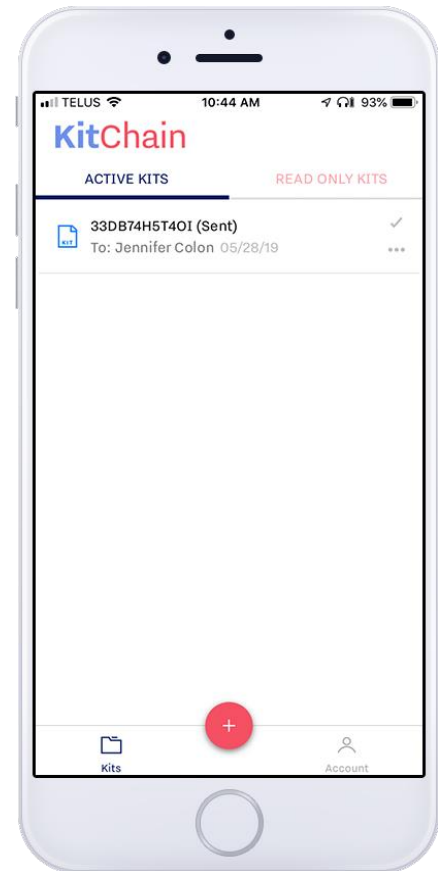 TELUS 10:44 AM 93%
KitChain
ACTIVE KITS READ ONLY KITS
33DB74H5T4OI (Sent)
KIT
To: Jennifer Colon 05/28/19
+
Kits Account